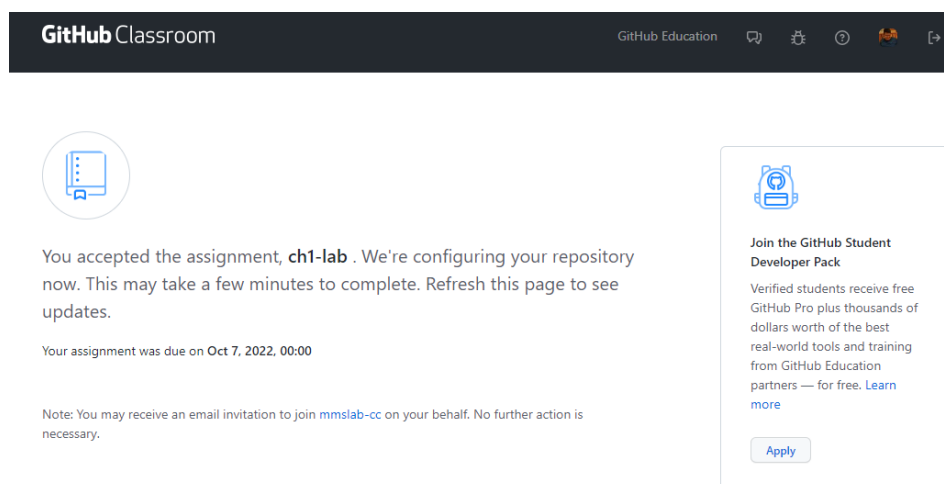 GitHub Classroom
GitHub Education
You accepted the assignment, ch1-lab . We're configuring your repository
now. This may take a few minutes to complete. Refresh this page to see
updates.
Your assignment was due on Oct 7, 2022, 00:00
Note: You may receive an email invitation to join mmslab-cc on your behalf. No further action is
necessary.
Join the GitHub Student
Developer Pack
Verified students receive free
GitHub Pro plus thousands of
dollars worth of the best
real-world tools and training
from GitHub Education
partners — for free. Learn
more
Apply